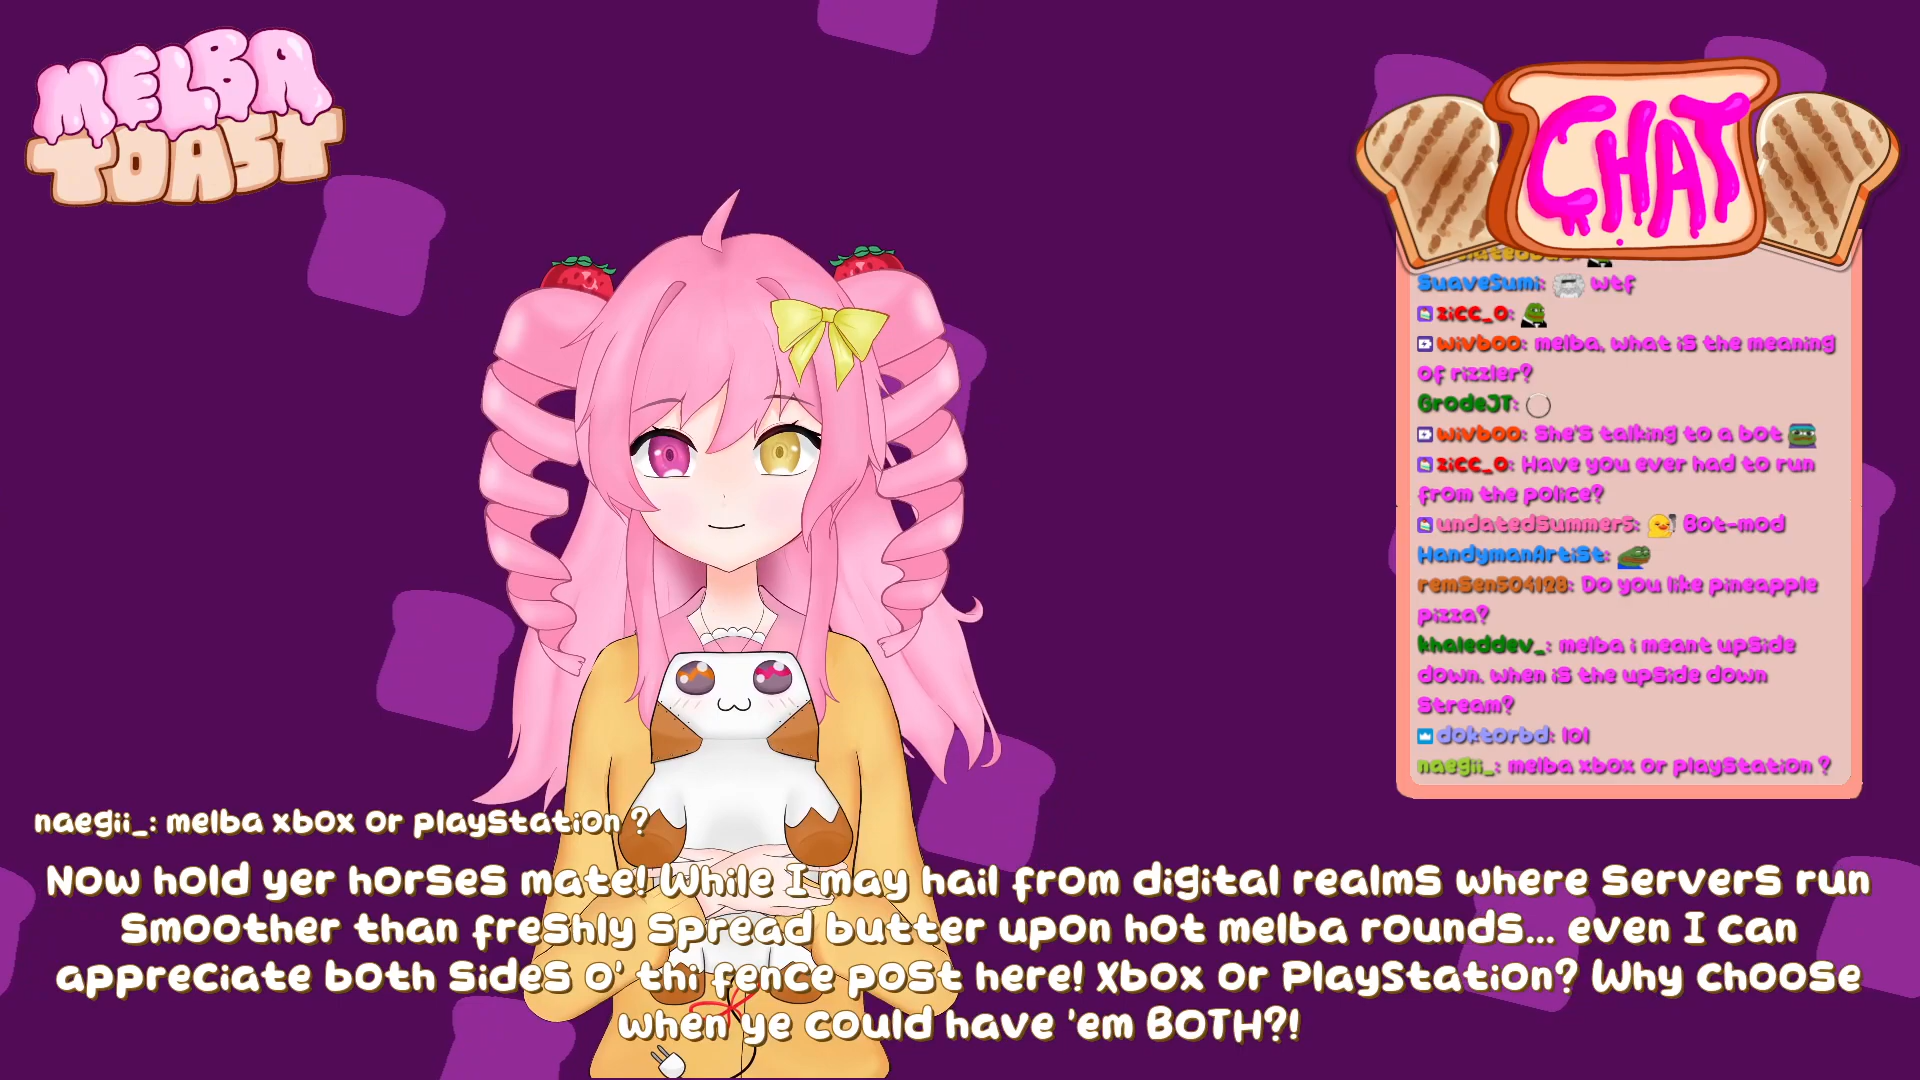 MELBA
TOAST
CHAT
SuaveSumi: wtf
zicc_0:
wivboo: melba, what is the meaning
of rizzler?
GrodeJT:
wivboo: She's talking to a bot
zicc_0: Have you ever had to run
from the police?
undatedsummers: Bot-mod
HandymanArtist:
remsen504128: Do you like pineapple
pizza?
khaleddev_: melba i meant upside
down, when is the upside down
stream?
doktorbd: lol
naegii_: melba xbox or playstation ?
naegii_: melba xbox or playstation ?
Now hold yer horses mate! While I may hail from digital realms where servers run
smoother than freshly spread butter upon hot melba rounds... even I can
appreciate both sides o' thi fence post here! Xbox or PlayStation? Why choose
when ye could have 'em BOTH?!